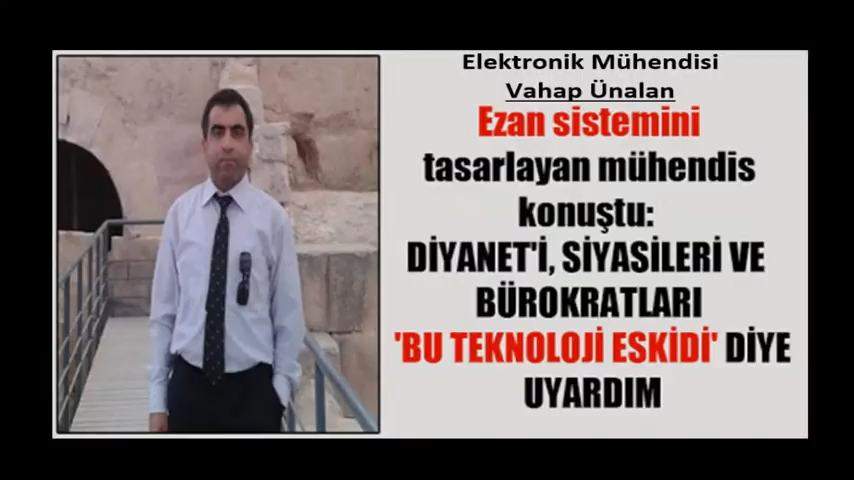 Elektronik Mühendisi
Vahap Ünalan
Ezan sistemini
tasarlayan mühendis
konuştu:
DİYANET'İ, SİYASİLERİ VE
BÜROKRATLARI
'BU TEKNOLOJİ ESKİDİ' DİYE
UYARDIM